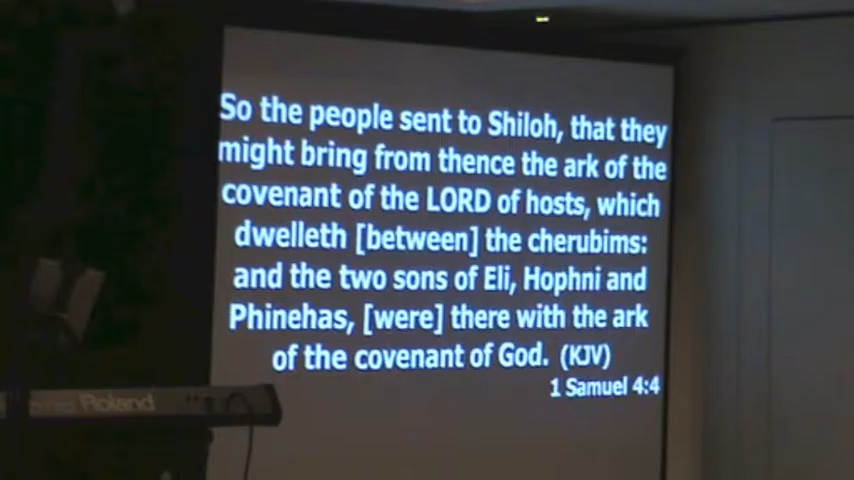 So the people sent to Shiloh, that they
might bring from thence the ark of the
covenant of the LORD of hosts, which
dwelleth [between] the cherubims:
and the two sons of Eli, Hophni and
Phinehas, [were] there with the ark
of the covenant of God. (KJV)
1 Samuel 4:4
Roland